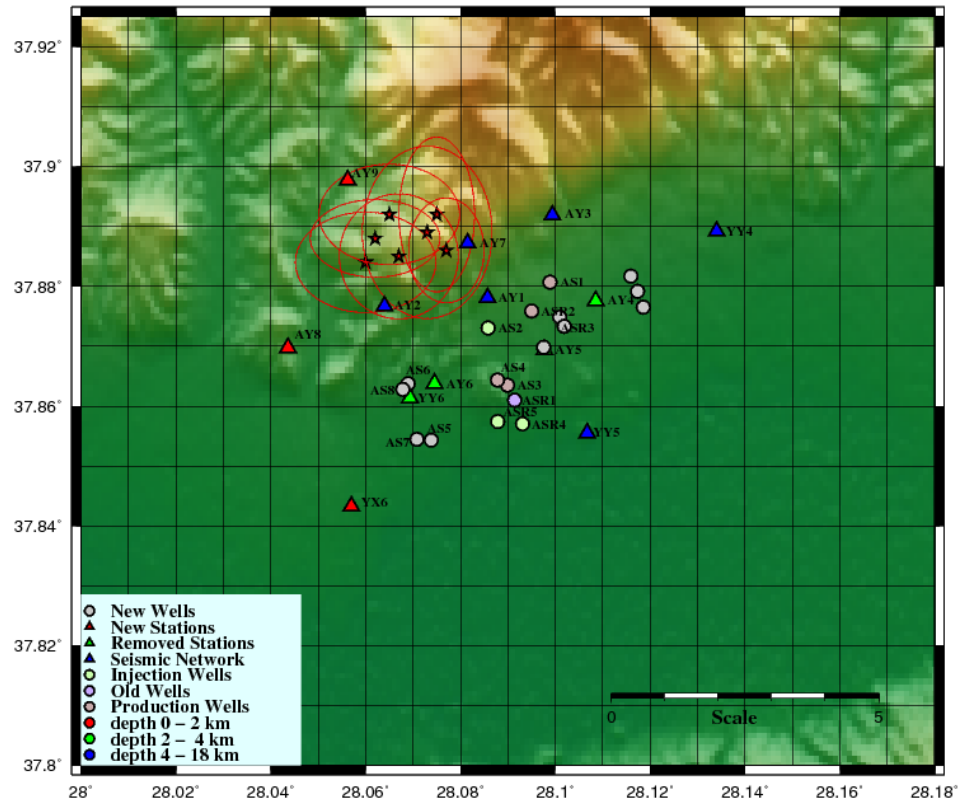 37.92°
37.9°
AY9
AY3
YY4
AY7
37.88°
AS1
AY1
AY4
AY2
ASR2
AS2
ASR3
AY8
AY5
AS6
AS4
AY6
AS3
AS8
YY6
ASR1
37.86°
ASR5
ASR4
AS5
YY5
AS7
YX6
37.84°
New Wells
New Stations
Removed Stations
Seismic Network
Injection Wells
Old Wells
Production Wells
depth 0 – 2 km
depth 2 – 4 km
depth 4 – 18 km
37.82°
0 Scale 5
37.8°
28° 28.02° 28.04° 28.06° 28.08° 28.1° 28.12° 28.14° 28.16° 28.18°